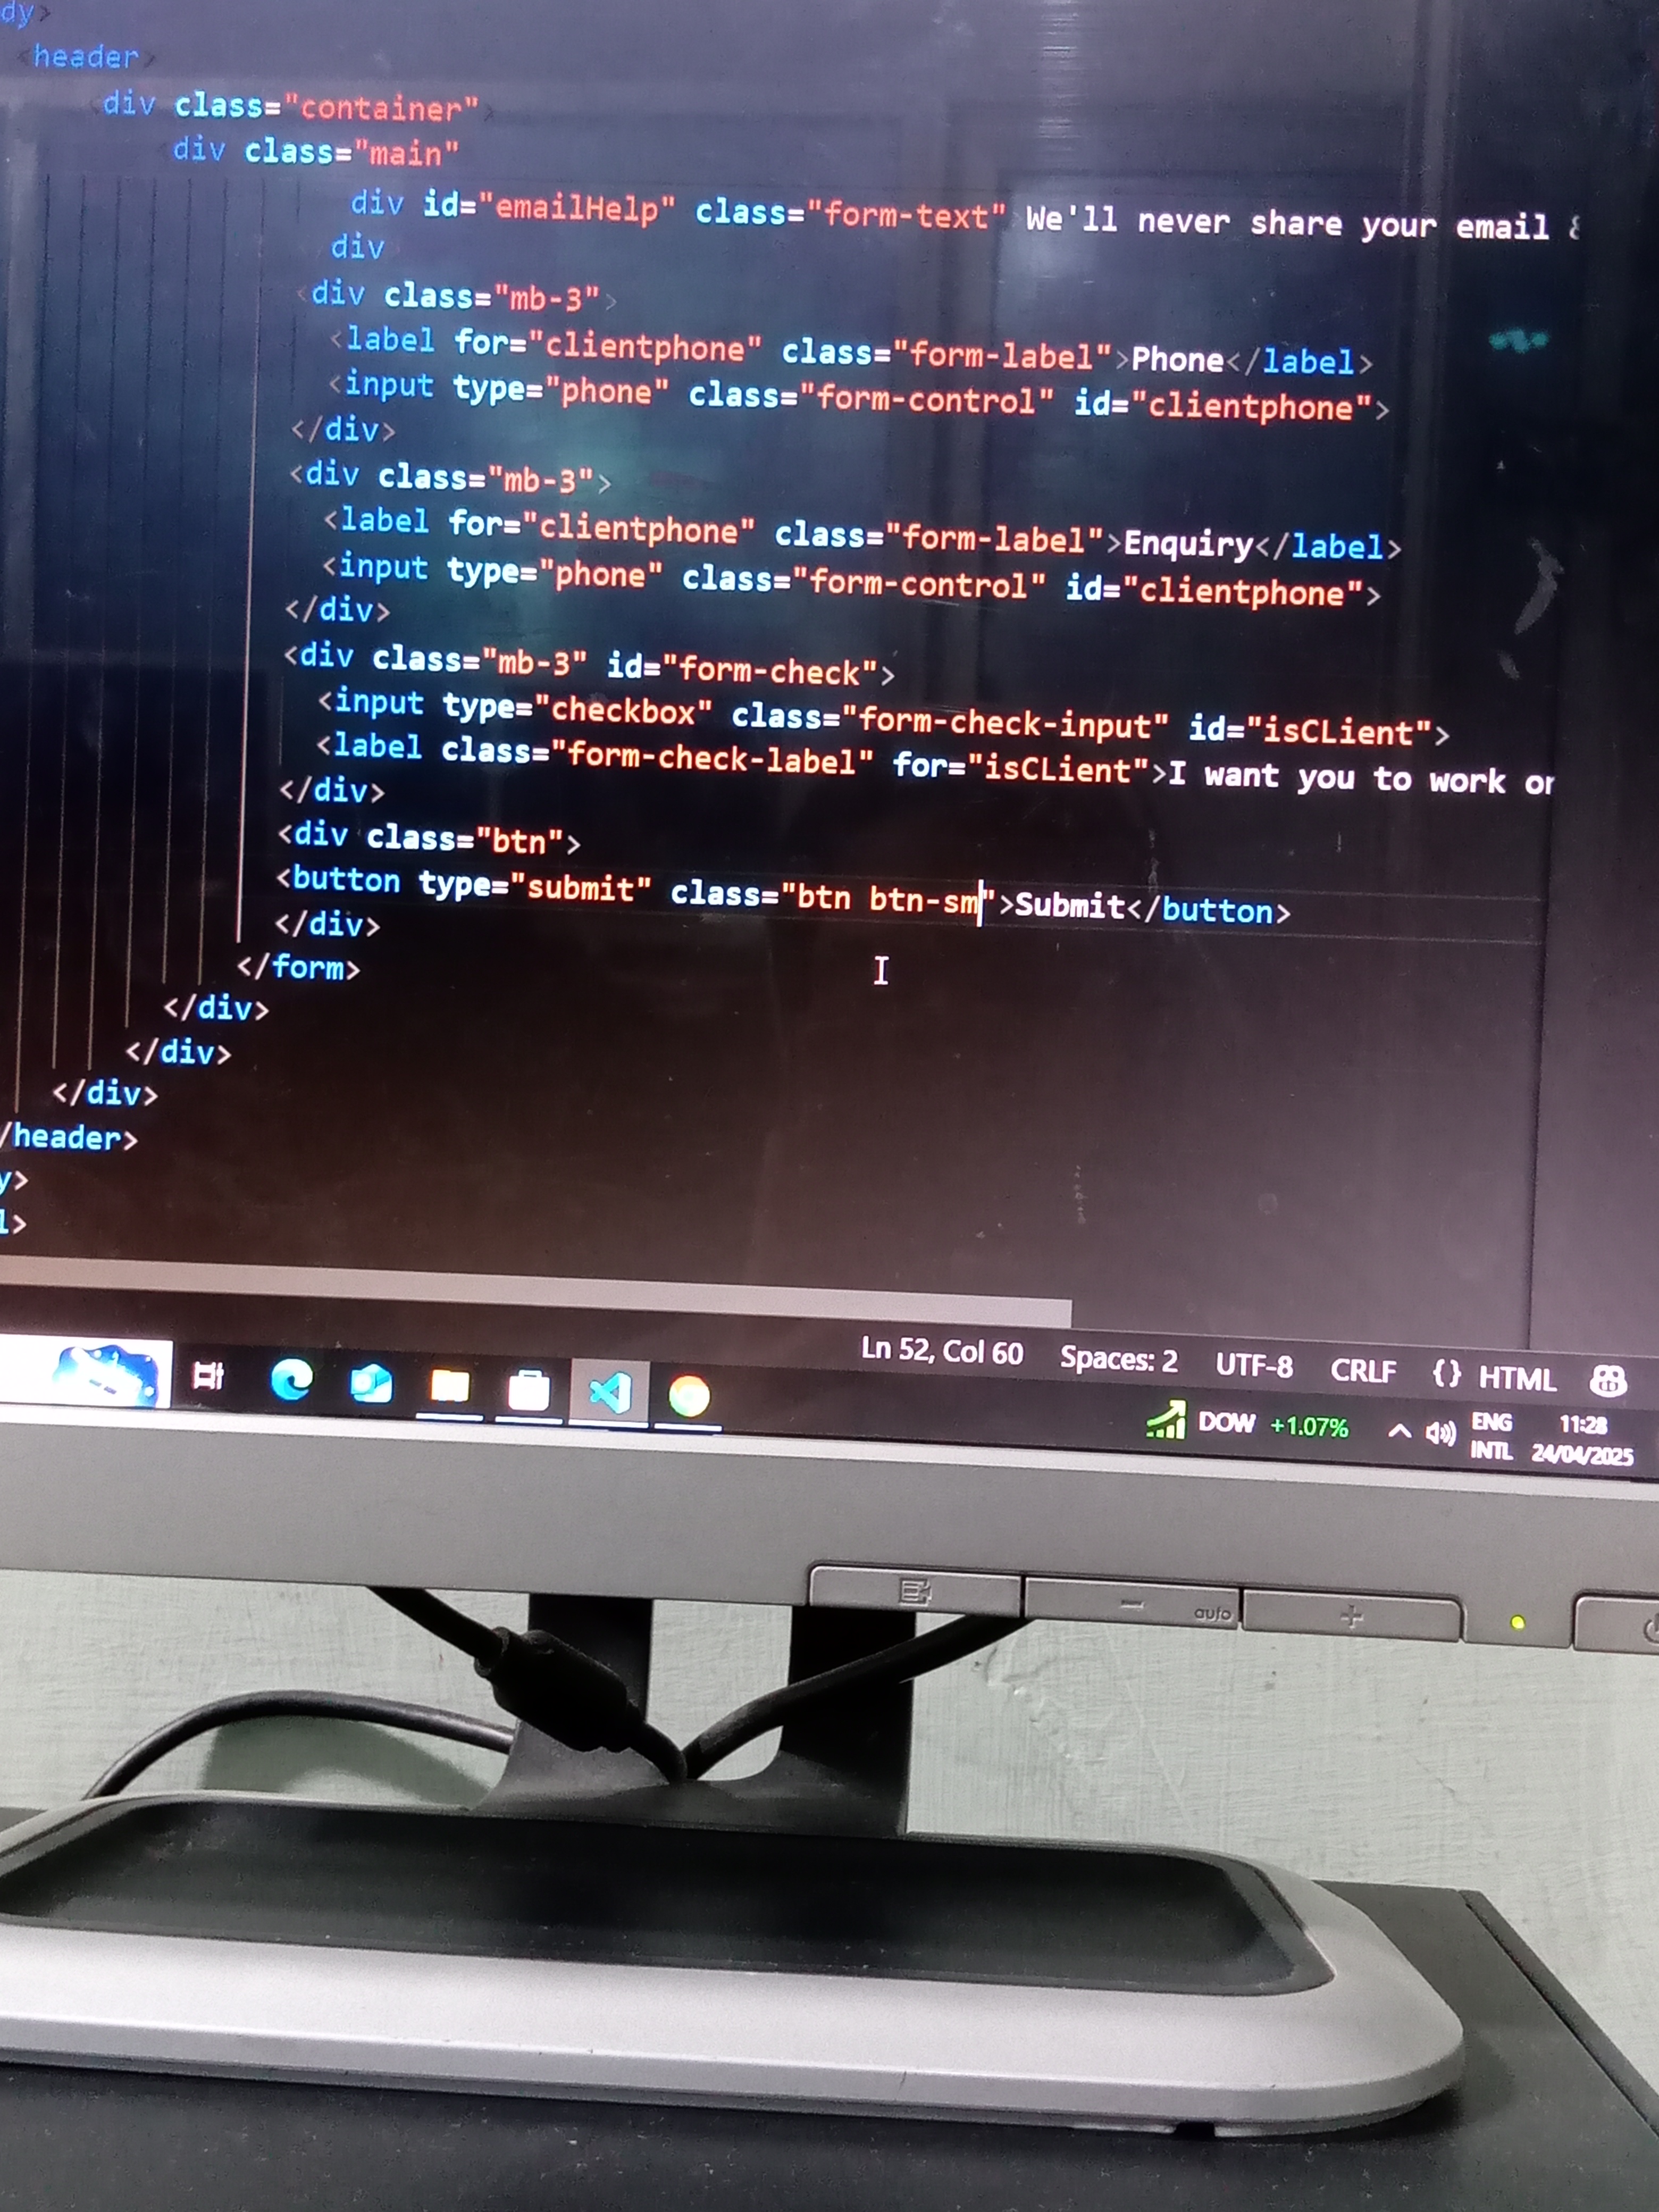 dy>
<header>
<div class="container">
div class="main"
div id="emailHelp" class="form-text" We'll never share your email
div
<div class="mb-3">
<label for="clientphone" class="form-label">Phone</label>
<input type="phone" class="form-control" id="clientphone">
</div>
<div class="mb-3">
<label for="clientphone" class="form-label">Enquiry</label>
<input type="phone" class="form-control" id="clientphone">
</div>
<div class="mb-3" id="form-check">
<input type="checkbox" class="form-check-input" id="isCLient">
<label class="form-check-label" for="isCLient">I want you to work or
</div>
<div class="btn">
<button type="submit" class="btn btn-sm">Submit</button>
</div>
</form>
</div>
</div>
</div>
/header>
y>
l>
Ln 52, Col 60 Spaces: 2 UTF-8 CRLF {} HTML
DOW +1.07% ENG 11:28
INTL 24/04/2025
auto